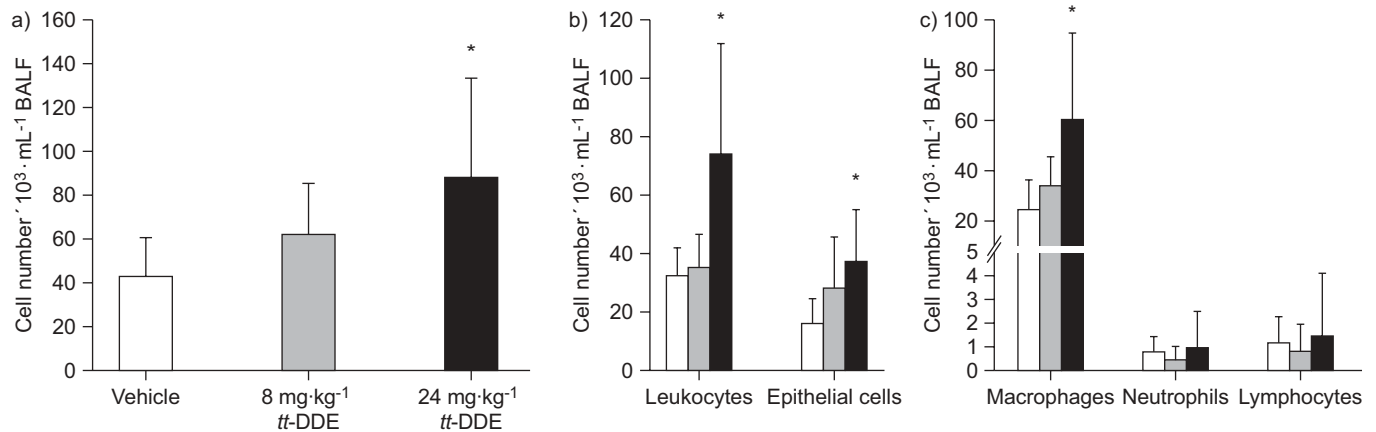 a)
Cell number´ 10³· mL⁻¹ BALF
160
140
120
100
80
60
40
20
0
*
Vehicle
8 mg·kg⁻¹
tt-DDE
24 mg·kg⁻¹
tt-DDE
b)
Cell number´ 10³· mL⁻¹ BALF
120
100
80
60
40
20
0
*
*
Leukocytes
Epithelial cells
c)
Cell number´ 10³· mL⁻¹ BALF
100
80
60
40
20
5
4
3
2
1
0
*
Macrophages
Neutrophils
Lymphocytes